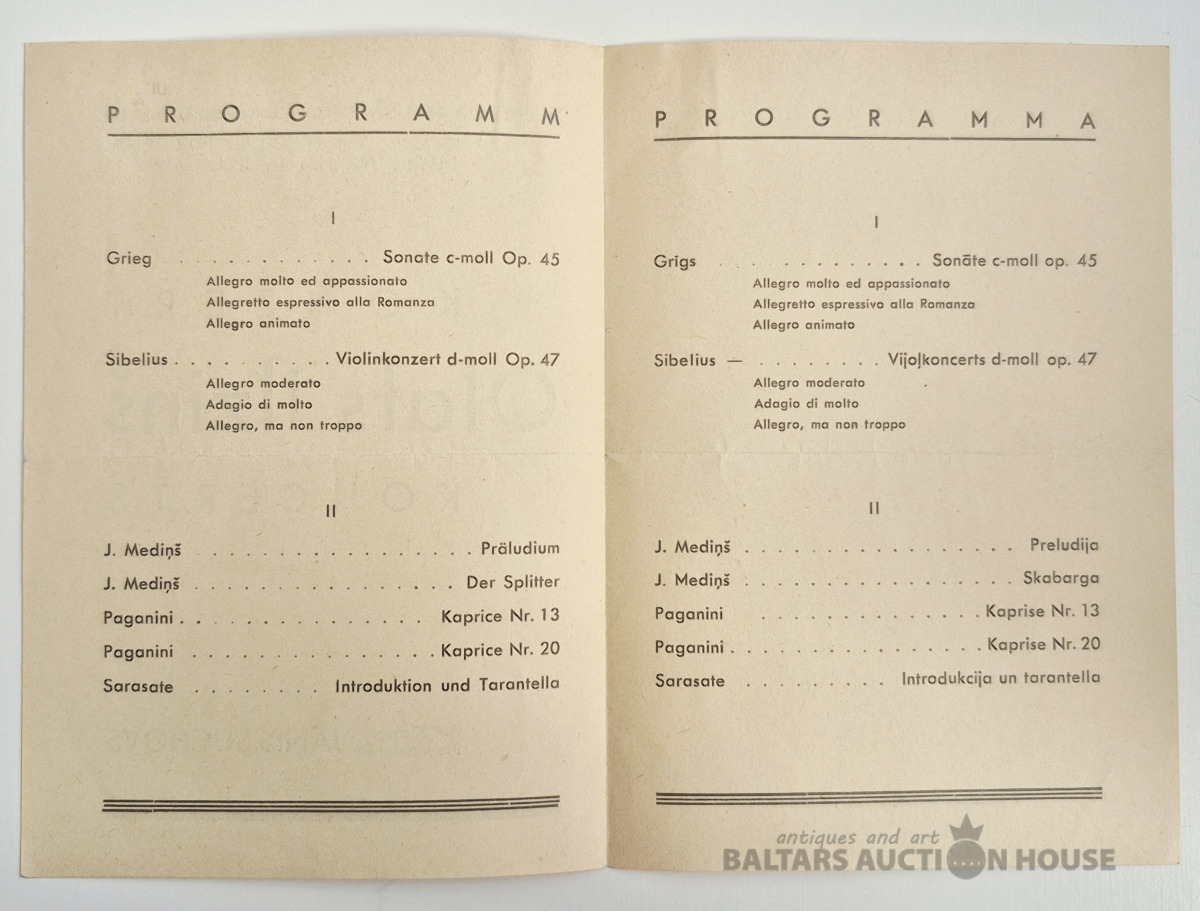 PROGRAMM
I
Grieg . . . . . . . . . . . . Sonate c-moll Op. 45
Allegro molto ed appassionato
Allegretto espressivo alla Romanza
Allegro animato
Sibelius . . . . . . . . . . Violinkonzert d-moll Op. 47
Allegro moderato
Adagio di molto
Allegro, ma non troppo
II
J. Mediņš . . . . . . . . . . . . . . . . . Präludium
J. Mediņš . . . . . . . . . . . . . . . . Der Splitter
Paganini . . . . . . . . . . . . . . . Kaprice Nr. 13
Paganini . . . . . . . . . . . . . . . Kaprice Nr. 20
Sarasate . . . . . . . . Introduktion und Tarantella
PROGRAMMA
I
Grīgs . . . . . . . . . . . . Sonāte c-moll op. 45
Allegro molto ed appassionato
Allegretto espressivo alla Romanza
Allegro animato
Sibelius — . . . . . . . . Vijoļkoncerts d-moll op. 47
Allegro moderato
Adagio di molto
Allegro, ma non troppo
II
J. Mediņš . . . . . . . . . . . . . . . . . Preludija
J. Mediņš . . . . . . . . . . . . . . . . . Skabarga
Paganini . . . . . . . . . . . . . . Kaprise Nr. 13
Paganini . . . . . . . . . . . . . . . . Kaprise Nr. 20
Sarasate . . . . . . . . . Introdukcija un tarantella
antiques and art
BALTARS AUCTION HOUSE